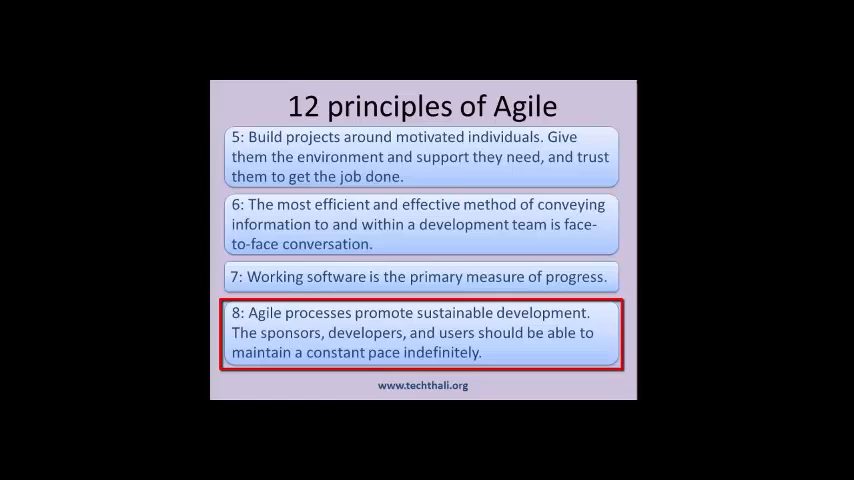 12 principles of Agile
5: Build projects around motivated individuals. Give
them the environment and support they need, and trust
them to get the job done.
6: The most efficient and effective method of conveying
information to and within a development team is face-
to-face conversation.
7: Working software is the primary measure of progress.
8: Agile processes promote sustainable development.
The sponsors, developers, and users should be able to
maintain a constant pace indefinitely.
www.techthali.org